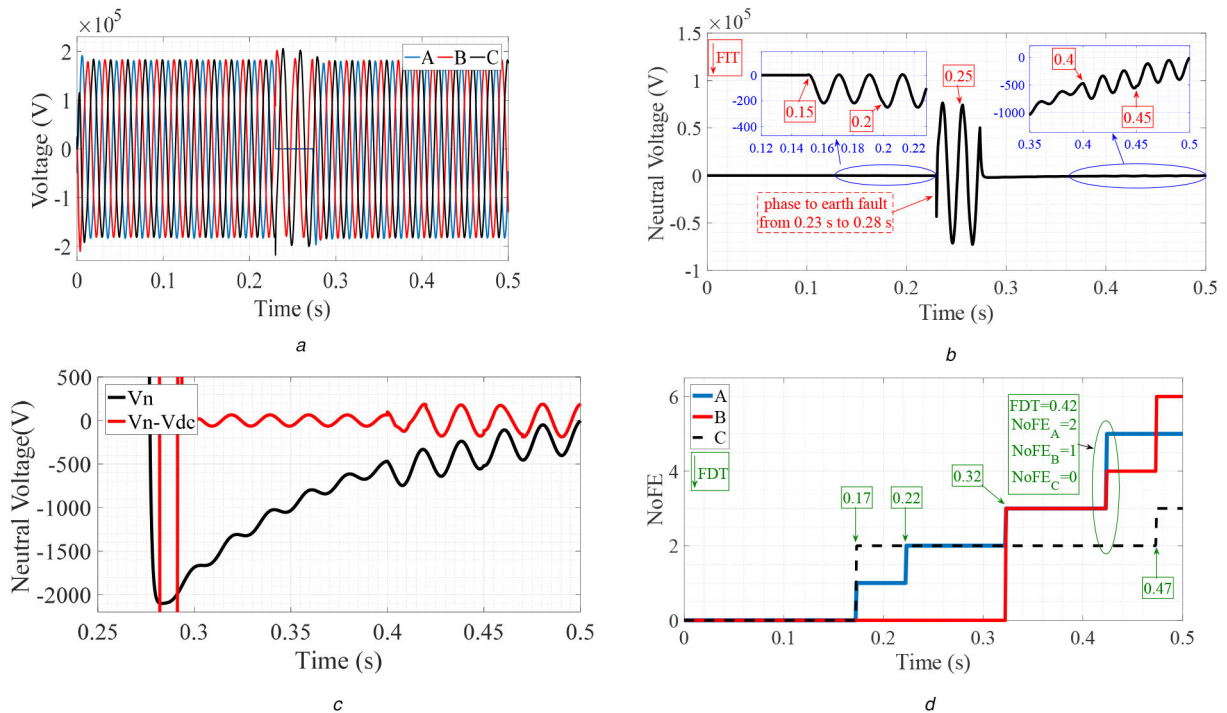 ×10⁵
Voltage (V)
2
1
0
-1
-2
A B C
0 0.1 0.2 0.3 0.4 0.5
Time (s)
a
×10⁵
Neutral Voltage (V)
1.5
1
0.5
0
-0.5
-1
FIT
0
-200
-400
0.15
0.2
0.12 0.14 0.16 0.18 0.2 0.22
0.25
0
-500
-1000
0.4
0.45
0.35 0.4 0.45 0.5
phase to earth fault
from 0.23 s to 0.28 s
0 0.1 0.2 0.3 0.4 0.5
Time (s)
b
Neutral Voltage(V)
500
0
-500
-1000
-1500
-2000
Vn
Vn-Vdc
0.25 0.3 0.35 0.4 0.45 0.5
Time (s)
c
NoFE
6
4
2
0
A
B
C
FDT
0.17
0.22
0.32
FDT=0.42
NoFE_A=2
NoFE_B=1
NoFE_C=0
0.47
0 0.1 0.2 0.3 0.4 0.5
Time (s)
d